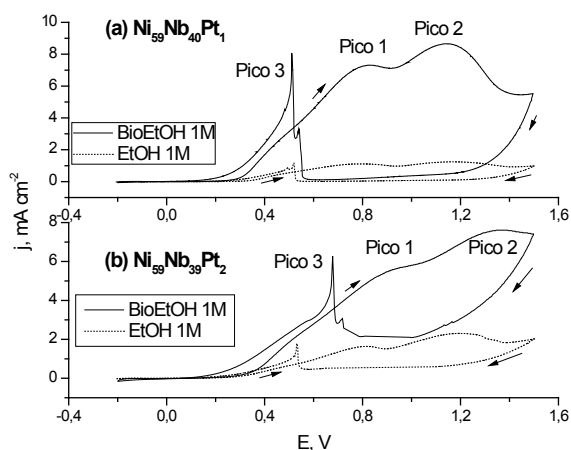 (a) Ni59Nb40Pt1
Pico 1
Pico 2
Pico 3
BioEtOH 1M
EtOH 1M
10
8
6
4
2
0
-0,4 0,0 0,4 0,8 1,2 1,6
j, mA cm-2
(b) Ni59Nb39Pt2
Pico 3
Pico 1
Pico 2
BioEtOH 1M
EtOH 1M
8
6
4
2
0
-0,4 0,0 0,4 0,8 1,2 1,6
E, V